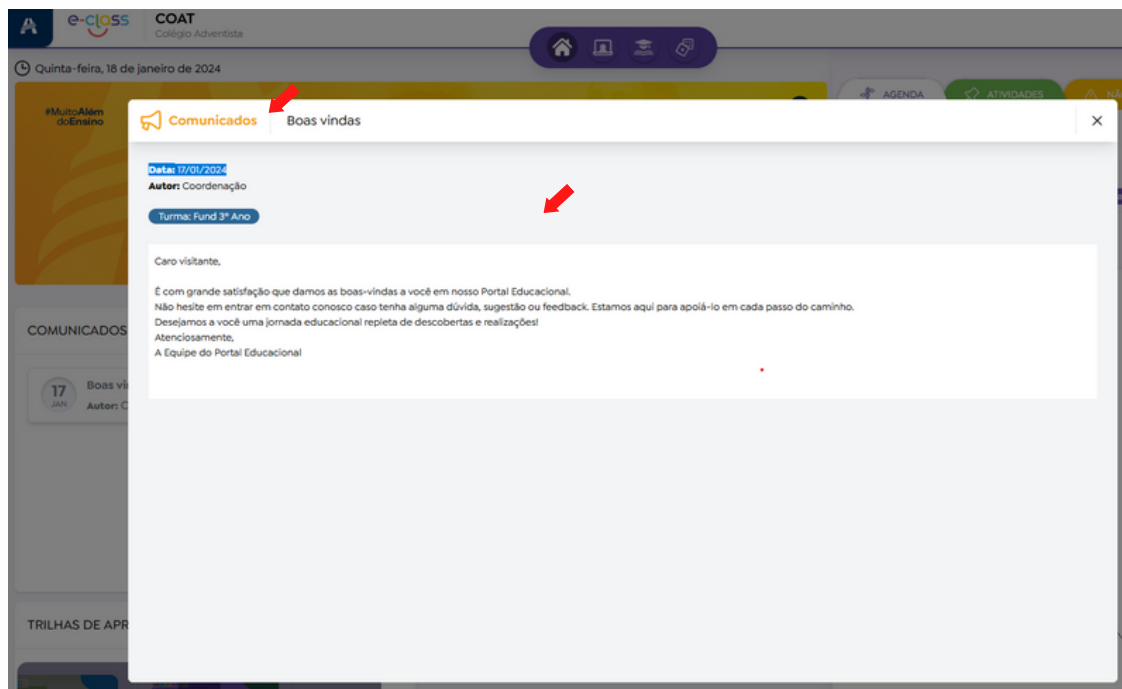 e-class
COAT
Colégio Adventista
Quinta-feira, 18 de janeiro de 2024
AGENDA
ATIVIDADES
#MuitoAlém
doEnsino
Comunicados
Boas vindas
Data: 17/01/2024
Autor: Coordenação
Turma: Fund 3º Ano
Caro visitante,
É com grande satisfação que damos as boas-vindas a você em nosso Portal Educacional.
Não hesite em entrar em contato conosco caso tenha alguma dúvida, sugestão ou feedback. Estamos aqui para apoiá-lo em cada passo do caminho.
Desejamos a você uma jornada educacional repleta de descobertas e realizações!
Atenciosamente,
A Equipe do Portal Educacional
COMUNICADOS
17
JAN
Boas vi
Autor: C
TRILHAS DE APR